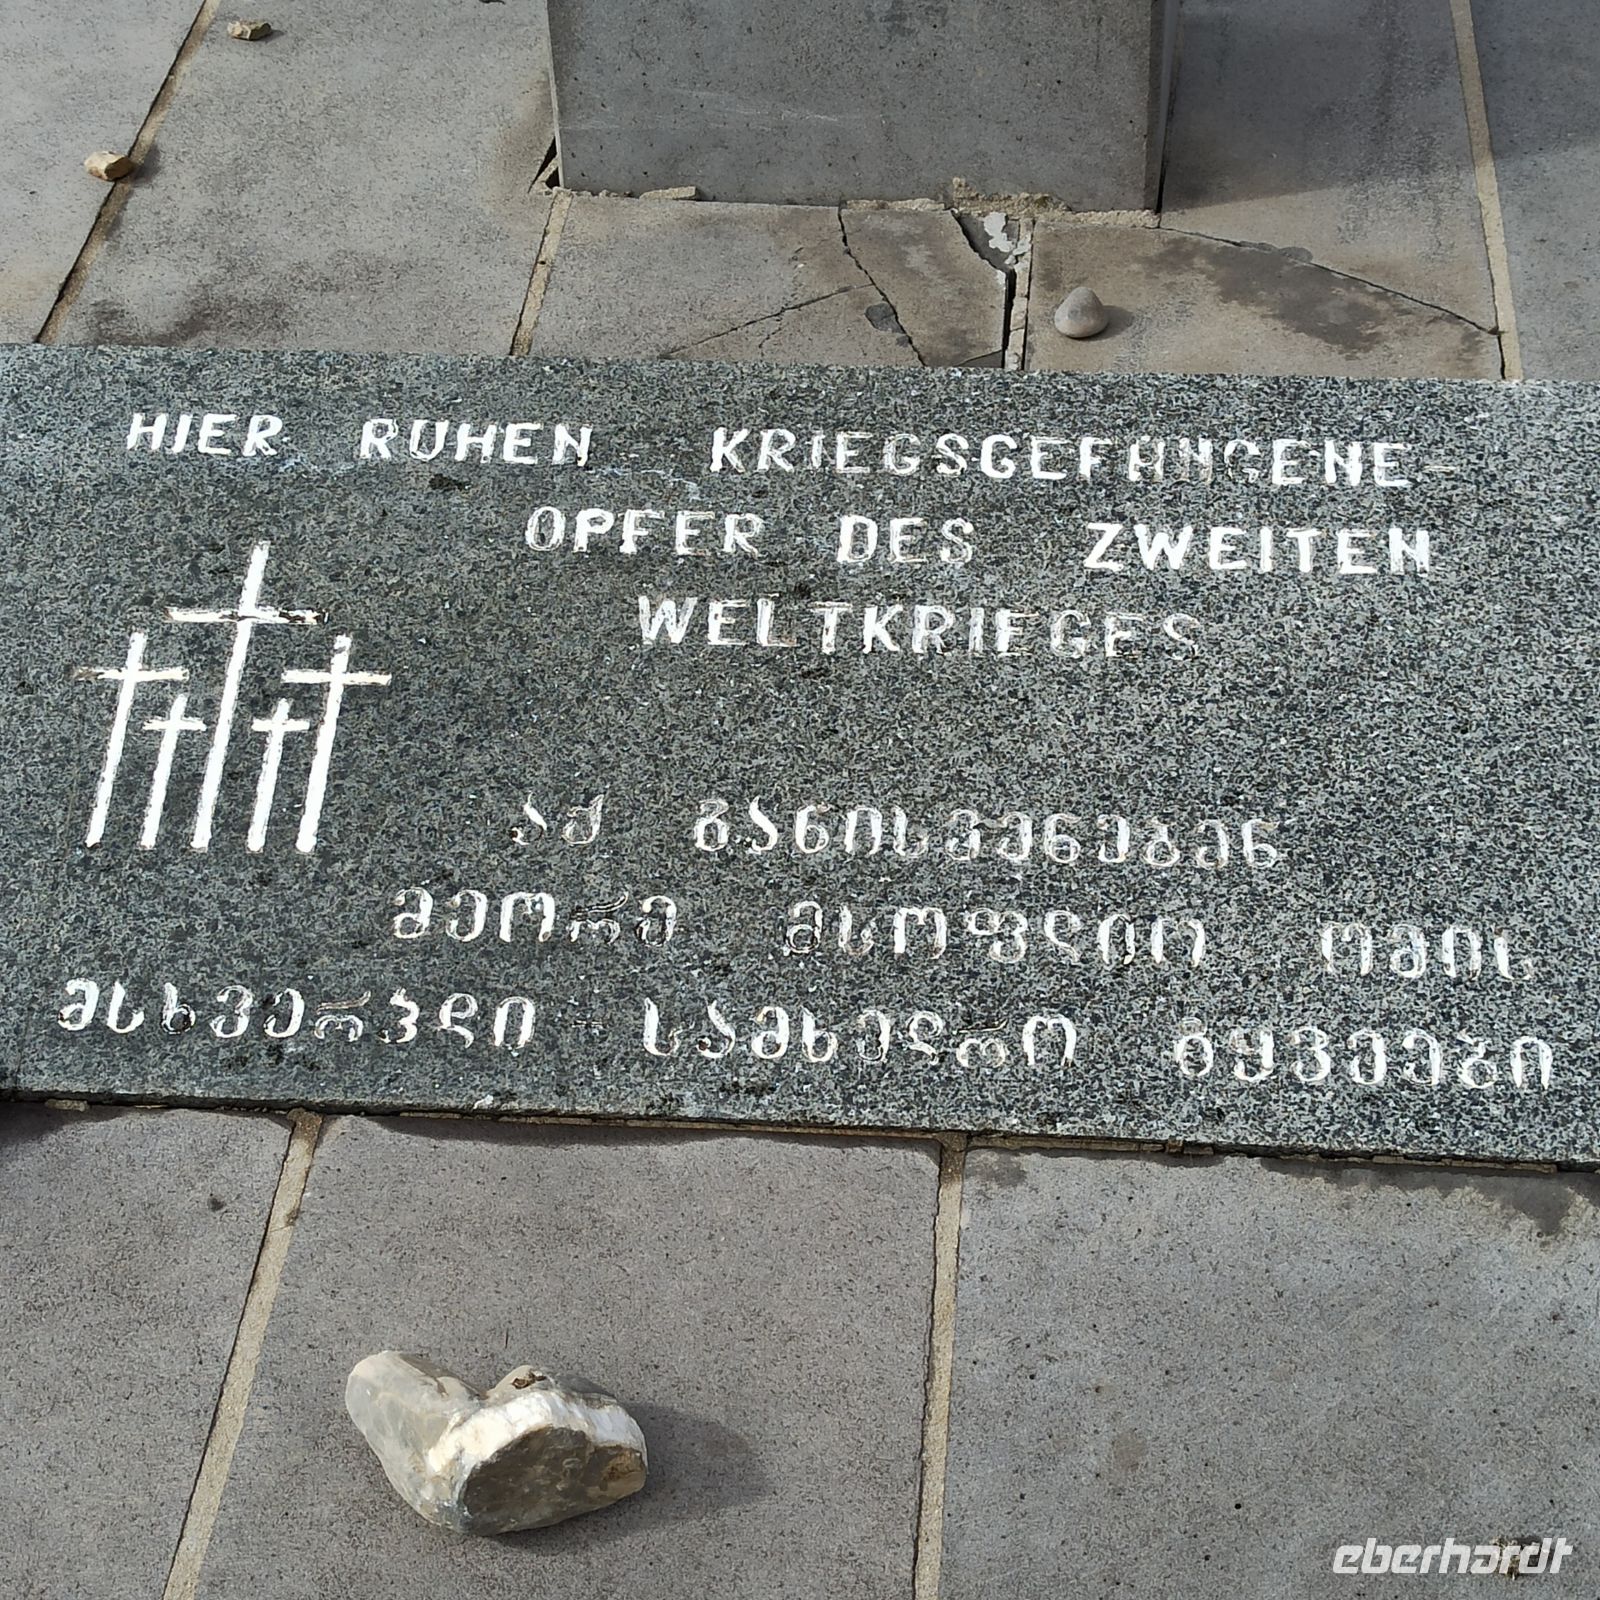 HIER RUHEN KRIEGSGEFANGENE-
OPFER DES ZWEITEN
WELTKRIEGES
აქ განისვენებენ
მეორე მსოფლიო ომის
მსხვერპლი - სამხედრო ტყვეები
eberhardt